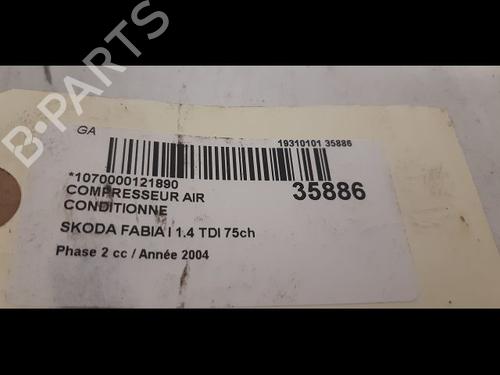 GA
19310101 35886
*1070000121890
35886
COMPRESSEUR AIR
CONDITIONNE
SKODA FABIA I 1.4 TDI 75ch
Phase 2 cc / Année 2004
B-PARTS